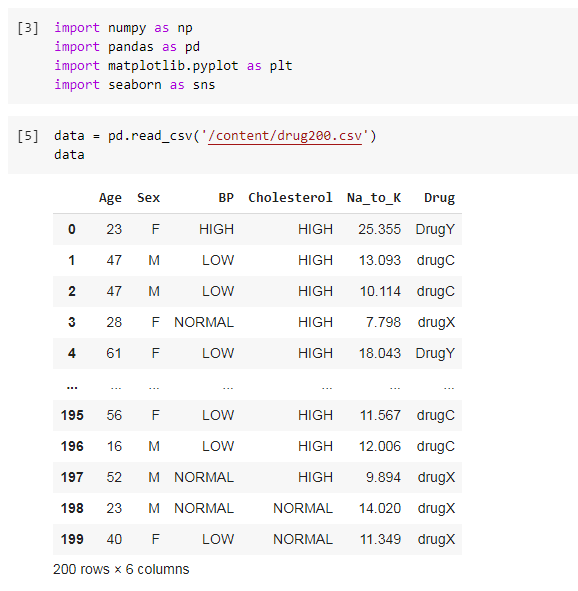 [3] import numpy as np
import pandas as pd
import matplotlib.pyplot as plt
import seaborn as sns
[5] data = pd.read_csv('/content/drug200.csv')
data
Age Sex BP Cholesterol Na_to_K Drug
0 23 F HIGH HIGH 25.355 DrugY
1 47 M LOW HIGH 13.093 drugC
2 47 M LOW HIGH 10.114 drugC
3 28 F NORMAL HIGH 7.798 drugX
4 61 F LOW HIGH 18.043 DrugY
... ... ... ... ... ... ...
195 56 F LOW HIGH 11.567 drugC
196 16 M LOW HIGH 12.006 drugC
197 52 M NORMAL HIGH 9.894 drugX
198 23 M NORMAL NORMAL 14.020 drugX
199 40 F LOW NORMAL 11.349 drugX
200 rows × 6 columns